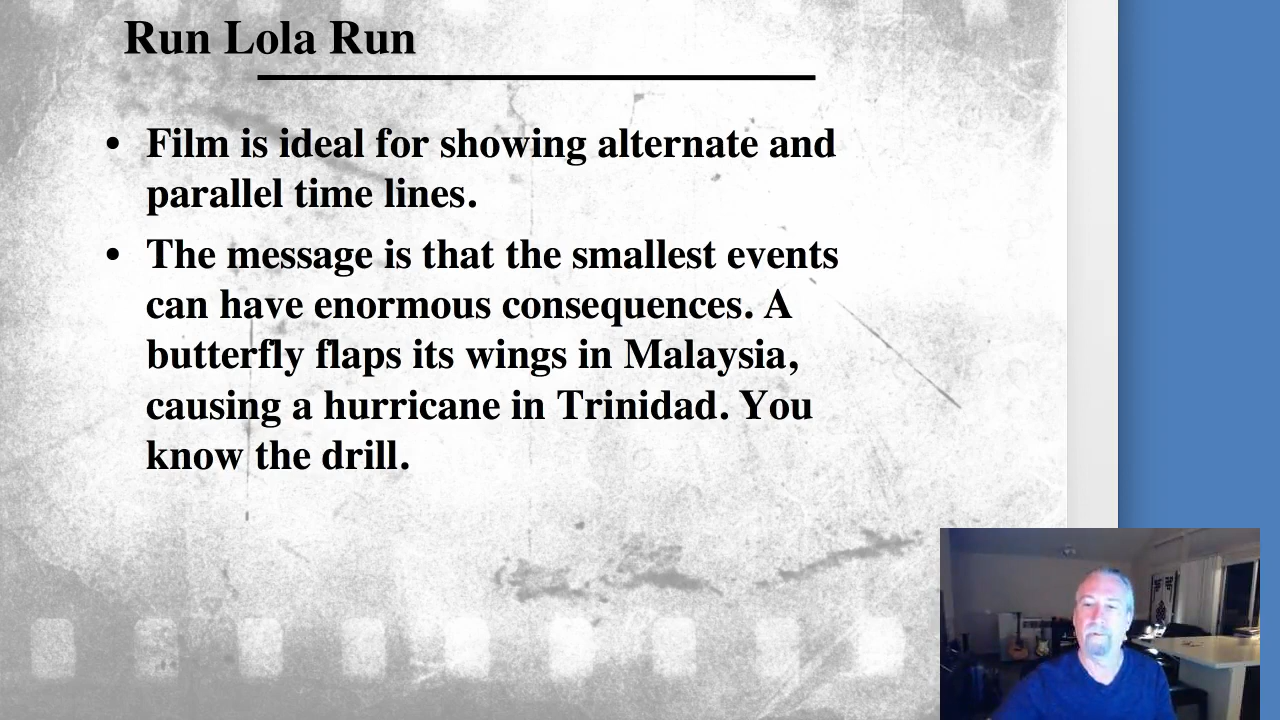 Run Lola Run
• Film is ideal for showing alternate and
parallel time lines.
• The message is that the smallest events
can have enormous consequences. A
butterfly flaps its wings in Malaysia,
causing a hurricane in Trinidad. You
know the drill.